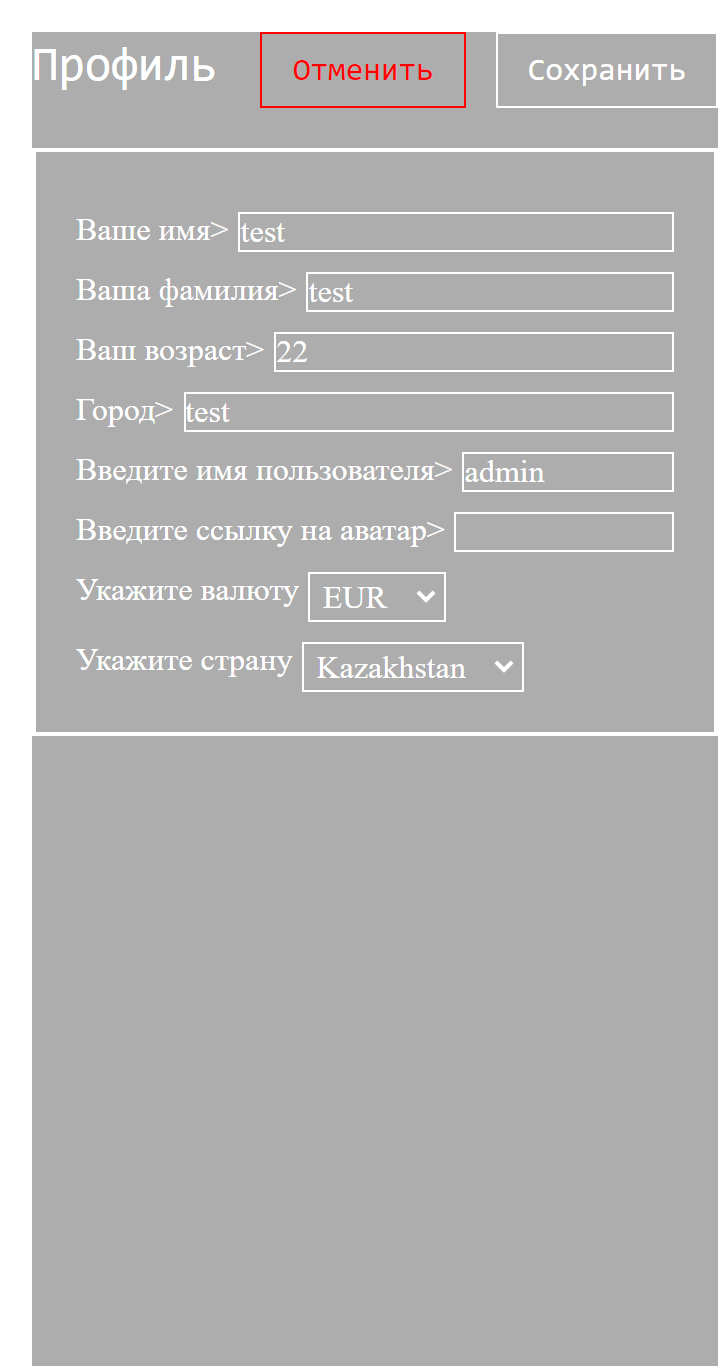 Профиль Отменить Сохранить
Ваше имя> test
Ваша фамилия> test
Ваш возраст> 22
Город> test
Введите имя пользователя> admin
Введите ссылку на аватар>
Укажите валюту EUR
Укажите страну Kazakhstan